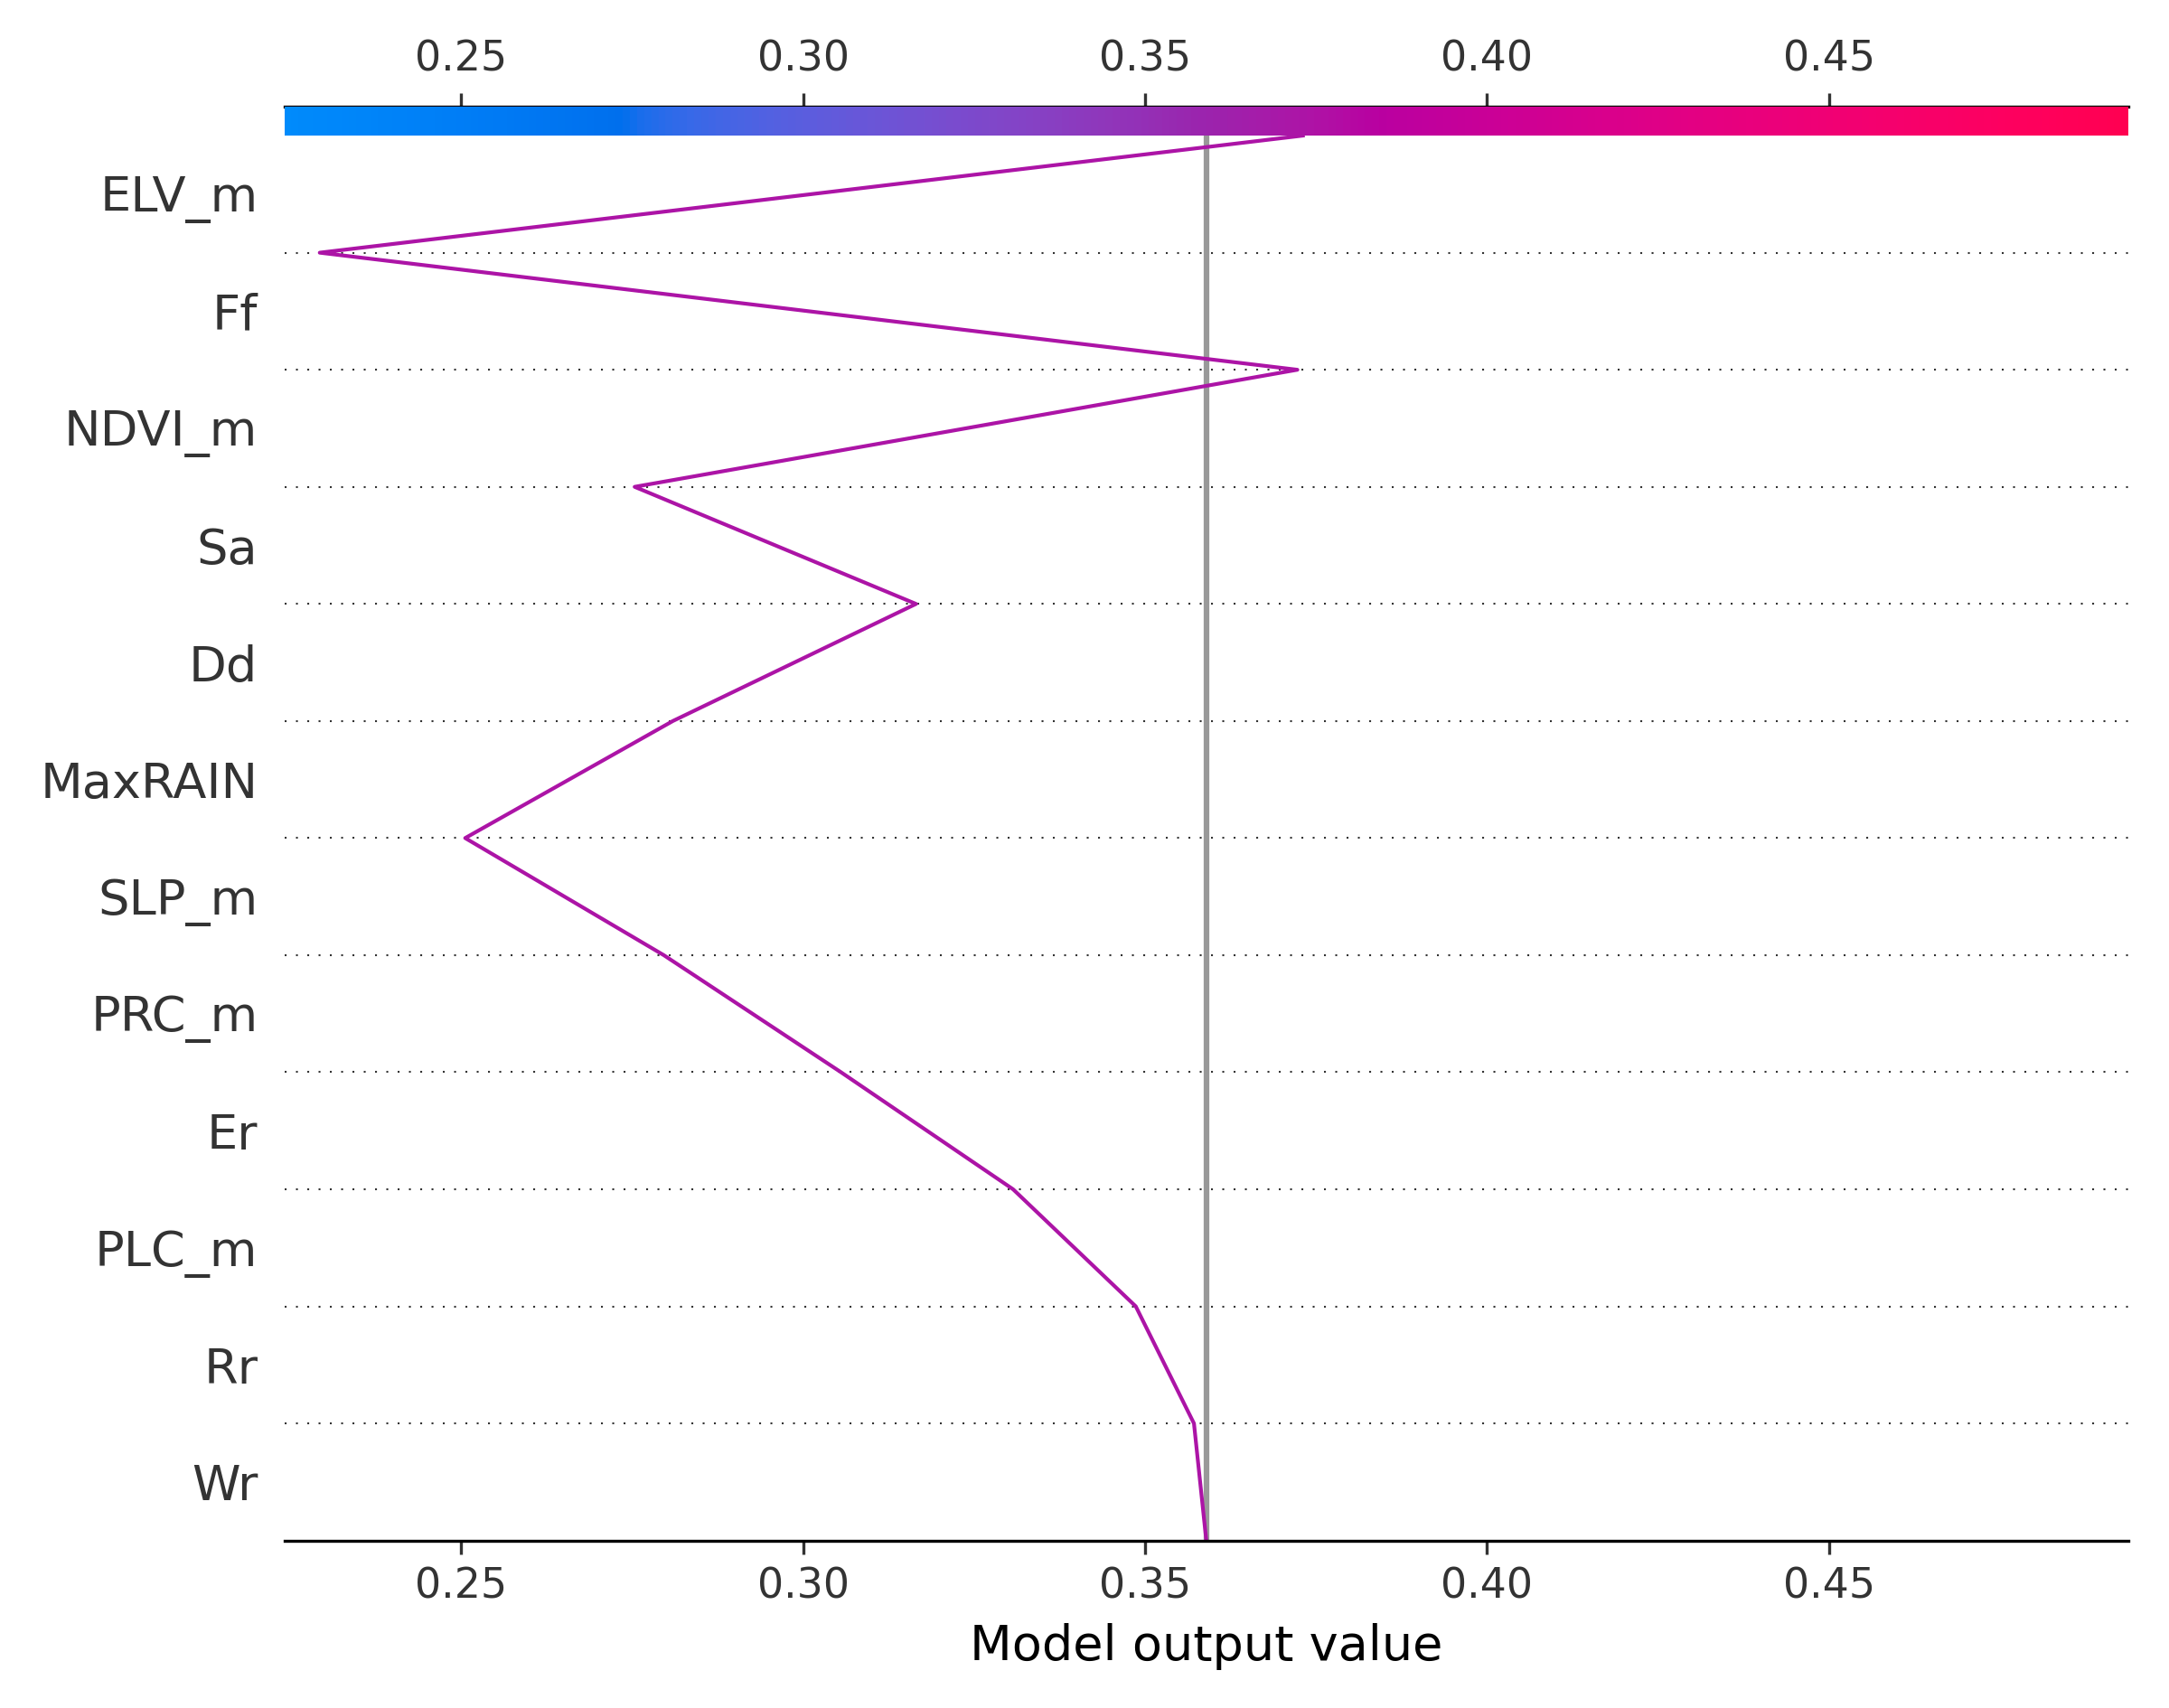 0.25 0.30 0.35 0.40 0.45
ELV_m
Ff
NDVI_m
Sa
Dd
MaxRAIN
SLP_m
PRC_m
Er
PLC_m
Rr
Wr
0.25 0.30 0.35 0.40 0.45
Model output value